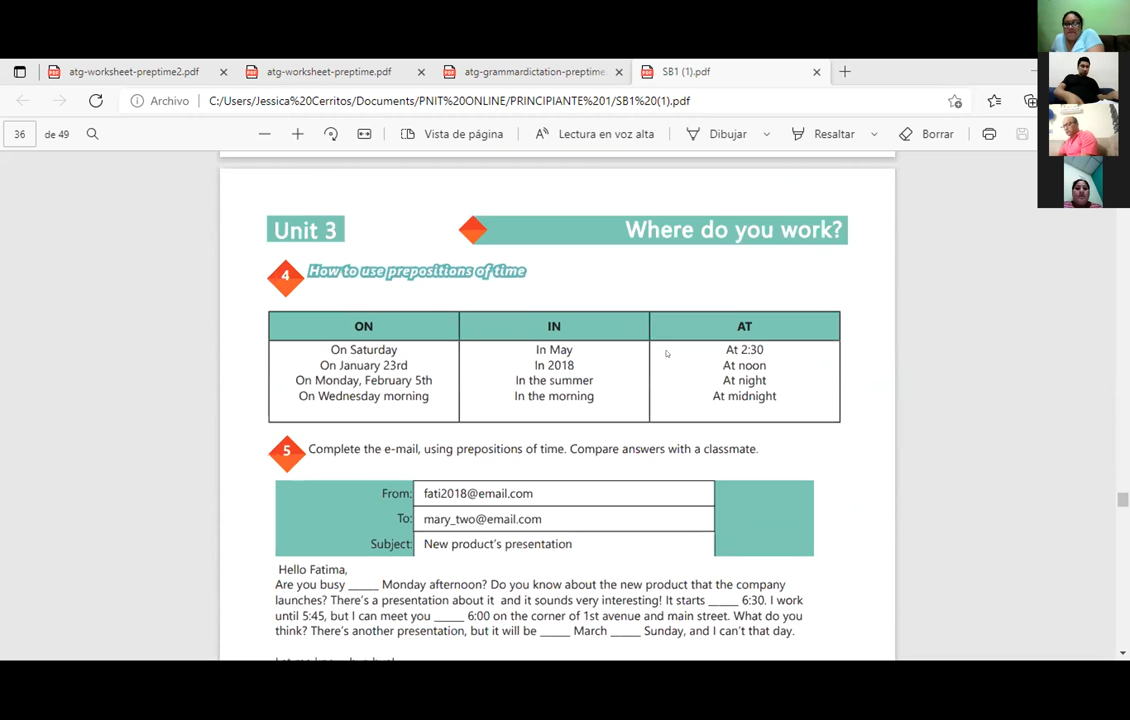 atg-worksheet-preptime2.pdf
atg-worksheet-preptime.pdf
atg-grammardictation-preptime.
SB1 (1).pdf
Archivo
C:/Users/Jessica%20Cerritos/Documents/PNIT%20ONLINE/PRINCIPIANTE%201/SB1%20(1).pdf
36
de 49
Vista de página
Lectura en voz alta
Dibujar
Resaltar
Borrar
Unit 3
Where do you work?
4
How to use prepositions of time
ON
IN
AT
On Saturday
In May
At 2:30
On January 23rd
In 2018
At noon
On Monday, February 5th
In the summer
At night
On Wednesday morning
In the morning
At midnight
5
Complete the e-mail, using prepositions of time. Compare answers with a classmate.
From:
fati2018@email.com
To:
mary_two@email.com
Subject:
New product's presentation
Hello Fatima,
Are you busy _____ Monday afternoon? Do you know about the new product that the company
launches? There's a presentation about it and it sounds very interesting! It starts _____ 6:30. I work
until 5:45, but I can meet you _____ 6:00 on the corner of 1st avenue and main street. What do you
think? There's another presentation, but it will be _____ March _____ Sunday, and I can't that day.